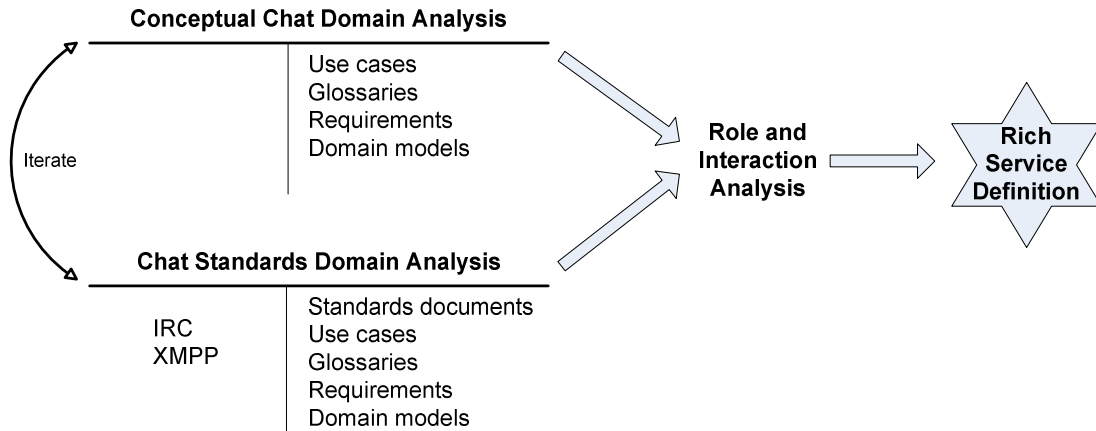 Conceptual Chat Domain Analysis
Use cases
Glossaries
Requirements
Domain models
Iterate
Chat Standards Domain Analysis
IRC
XMPP
Standards documents
Use cases
Glossaries
Requirements
Domain models
Role and
Interaction
Analysis
Rich
Service
Definition